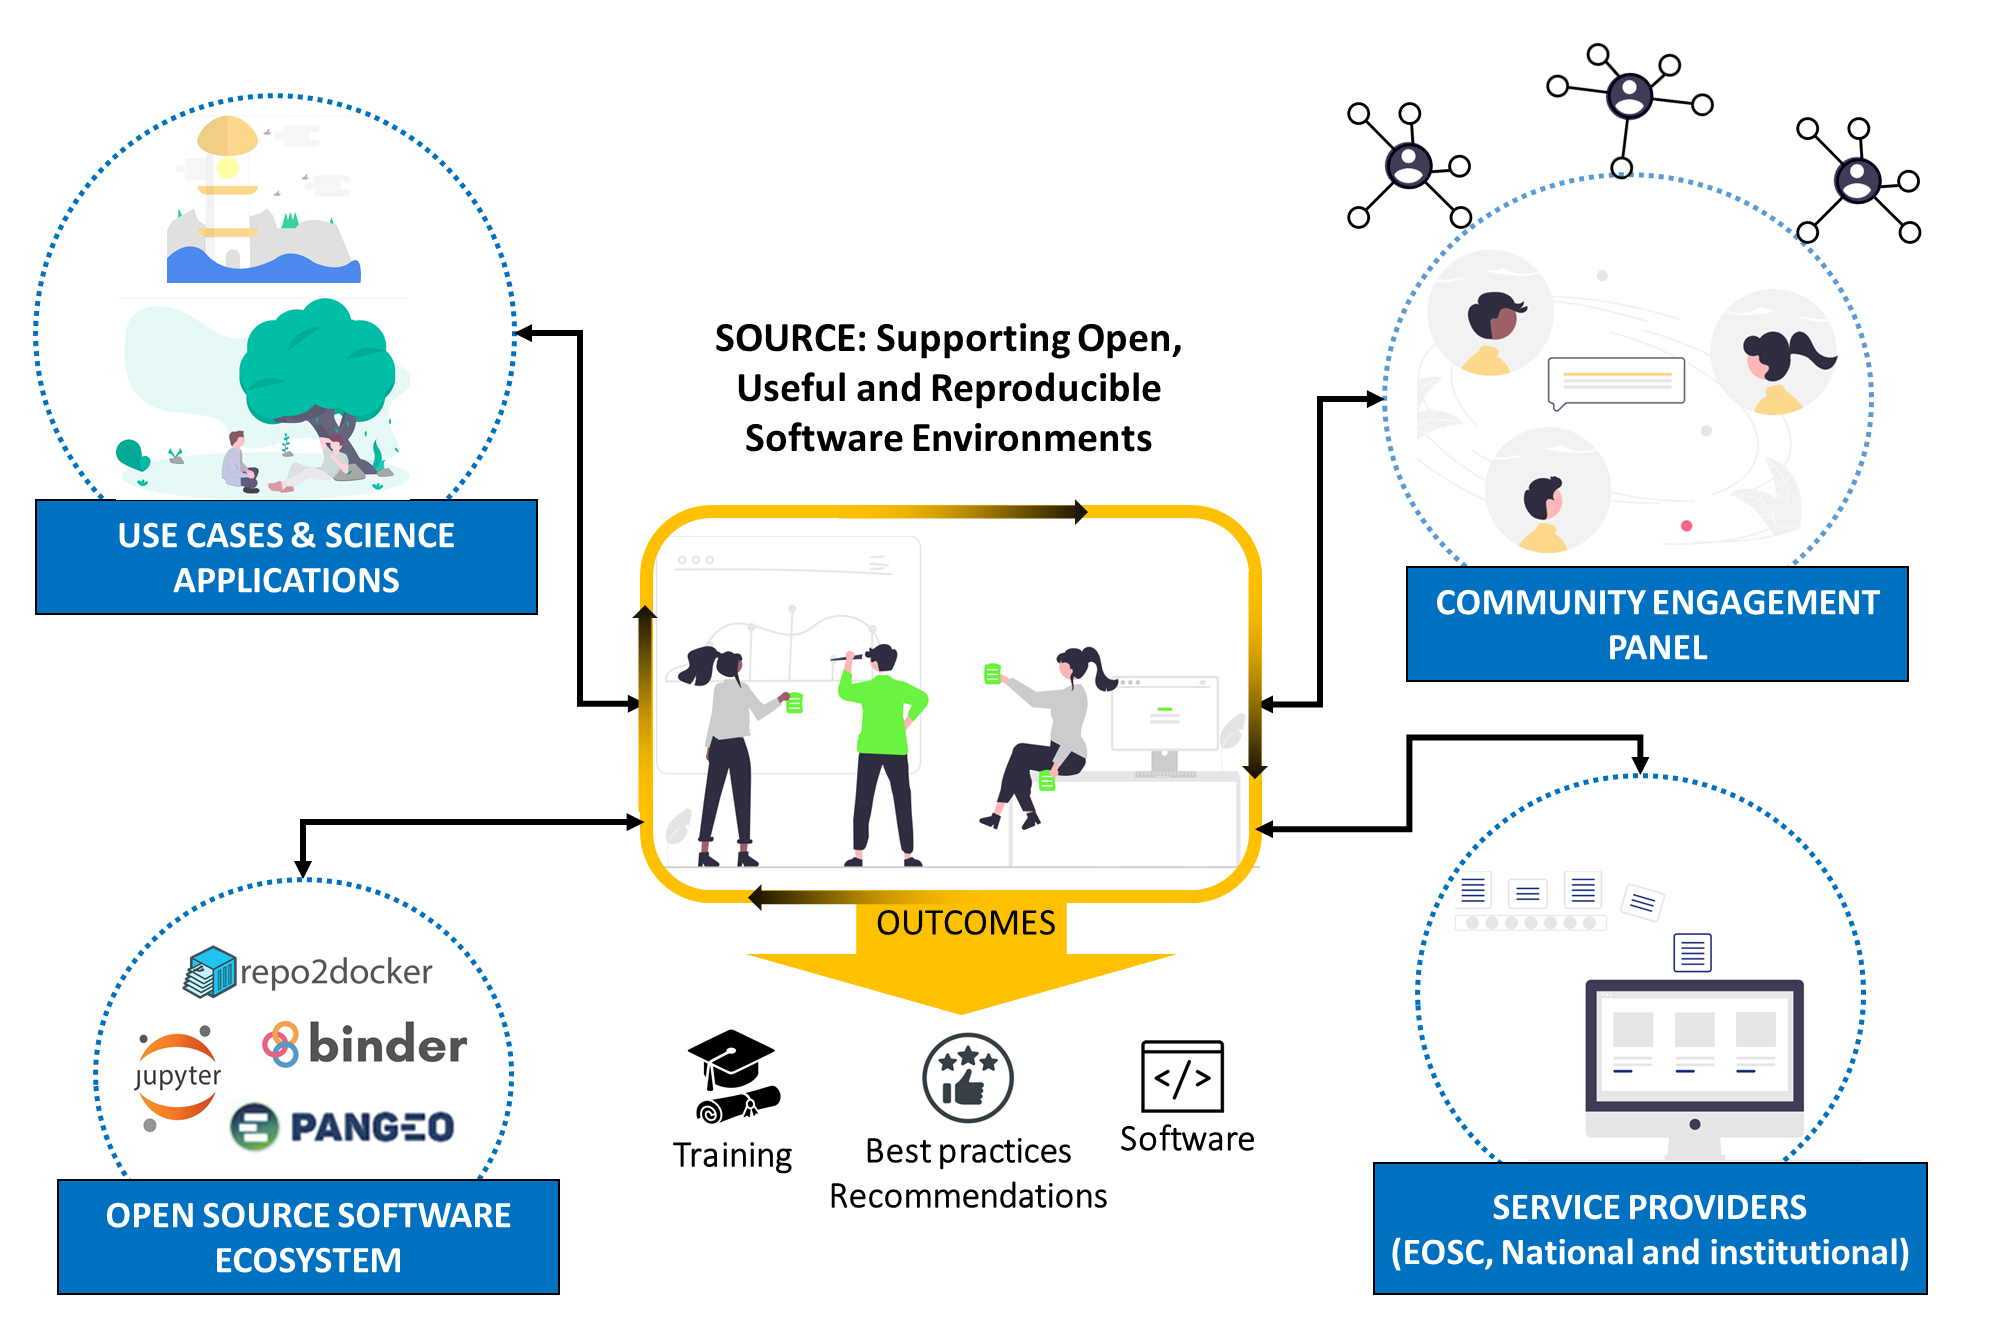 SOURCE: Supporting Open,
Useful and Reproducible
Software Environments
USE CASES & SCIENCE
APPLICATIONS
COMMUNITY ENGAGEMENT
PANEL
OUTCOMES
repo2docker
binder
jupyter
PANGEO
Training
Best practices
Recommendations
Software
</>
OPEN SOURCE SOFTWARE
ECOSYSTEM
SERVICE PROVIDERS
(EOSC, National and institutional)